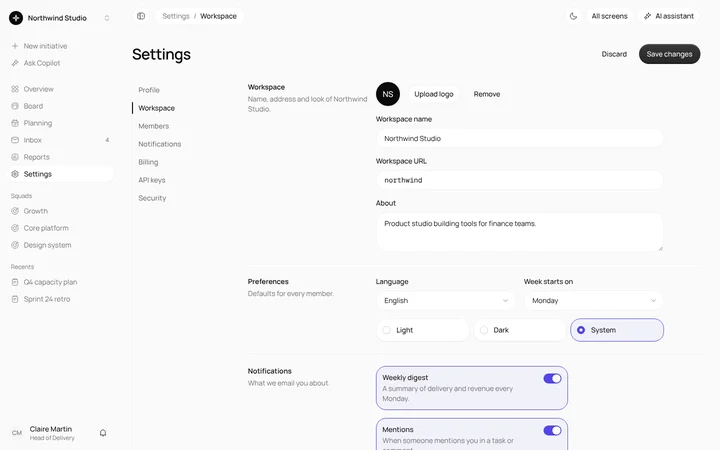 Northwind Studio
New initiative
Ask Copilot
Overview
Board
Planning
Inbox 4
Reports
Settings
Squads
Growth
Core platform
Design system
Recents
Q4 capacity plan
Sprint 24 retro
CM
Claire Martin
Head of Delivery
Settings / Workspace
All screens
AI assistant
Settings
Discard
Save changes
Profile
Workspace
Members
Notifications
Billing
API keys
Security
Workspace
Name, address and look of Northwind
Studio.
NS
Upload logo
Remove
Workspace name
Northwind Studio
Workspace URL
northwind
About
Product studio building tools for finance teams.
Preferences
Defaults for every member.
Language
English
Week starts on
Monday
Light
Dark
System
Notifications
What we email you about
Weekly digest
A summary of delivery and revenue every
Monday.
Mentions
When someone mentions you in a task or